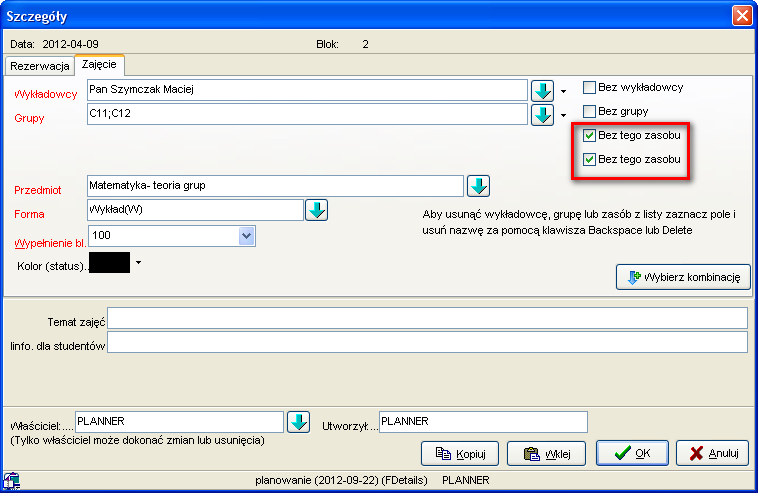 Szczegóły
Data: 2012-04-09 Blok: 2
Rezerwacja Zajęcie
Wykładowcy Pan Szymczak Maciej Bez wykładowcy
Grupy C11;C12 Bez grupy
Bez tego zasobu
Bez tego zasobu
Przedmiot Matematyka- teoria grup
Forma Wykład(W)
Aby usunąć wykładowcę, grupę lub zasób z listy zaznacz pole i
usuń nazwę za pomocą klawisza Backspace lub Delete
Wypełnienie bl. 100
Kolor (status)..
Wybierz kombinację
Temat zajęć
Iinfo. dla studentów
Właściciel:.... PLANNER Utworzył... PLANNER
(Tylko właściciel może dokonać zmian lub usunięcia)
Kopiuj Wklej OK Anuluj
planowanie (2012-09-22) (FDetails) PLANNER